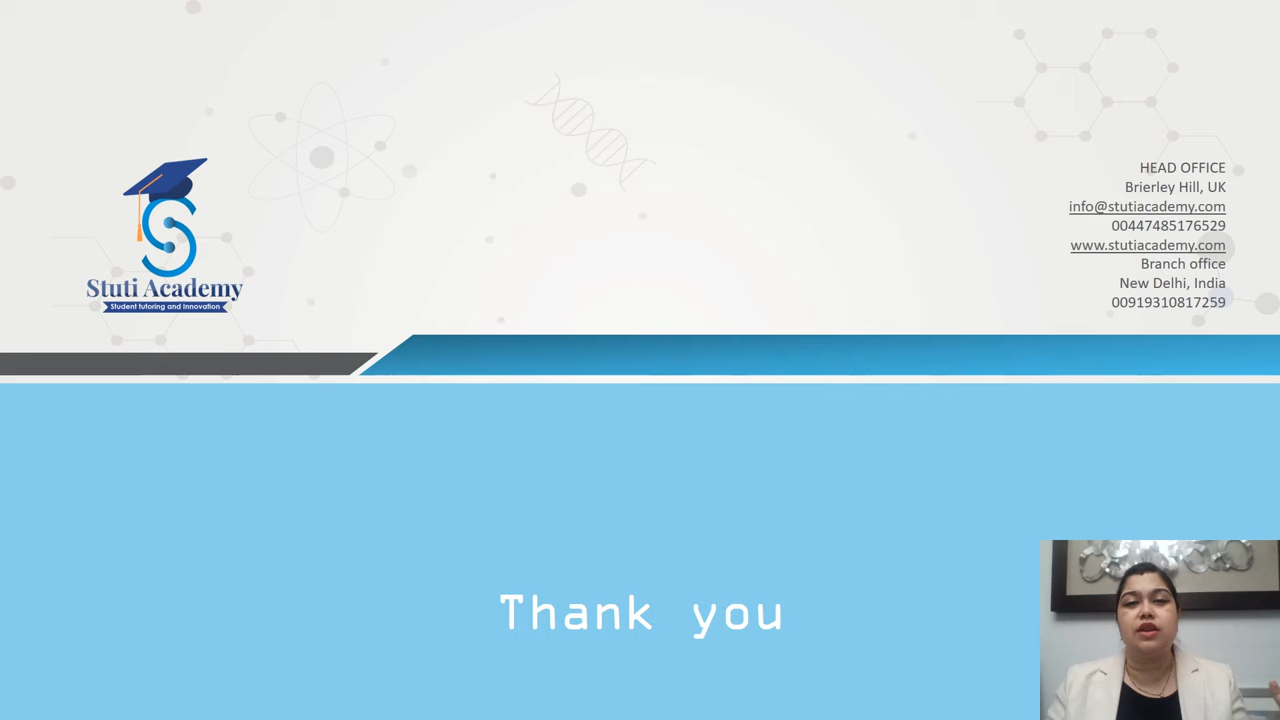 Stuti Academy
Student tutoring and Innovation
HEAD OFFICE
Brierley Hill, UK
info@stutiacademy.com
00447485176529
www.stutiacademy.com
Branch office
New Delhi, India
00919310817259
Thank you